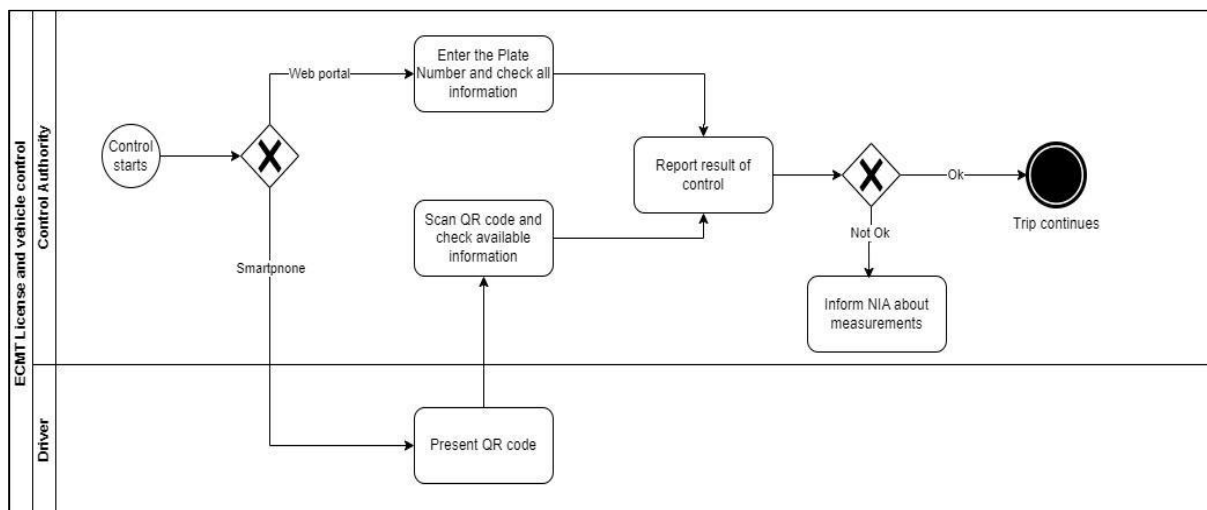 ECMT License and vehicle control
Control Authority
Control
starts
Web portal
Enter the Plate
Number and check all
information
Smartpnone
Scan QR code and
check available
information
Report result of
control
Ok
Trip continues
Not Ok
Inform NIA about
measurements
Driver
Present QR code